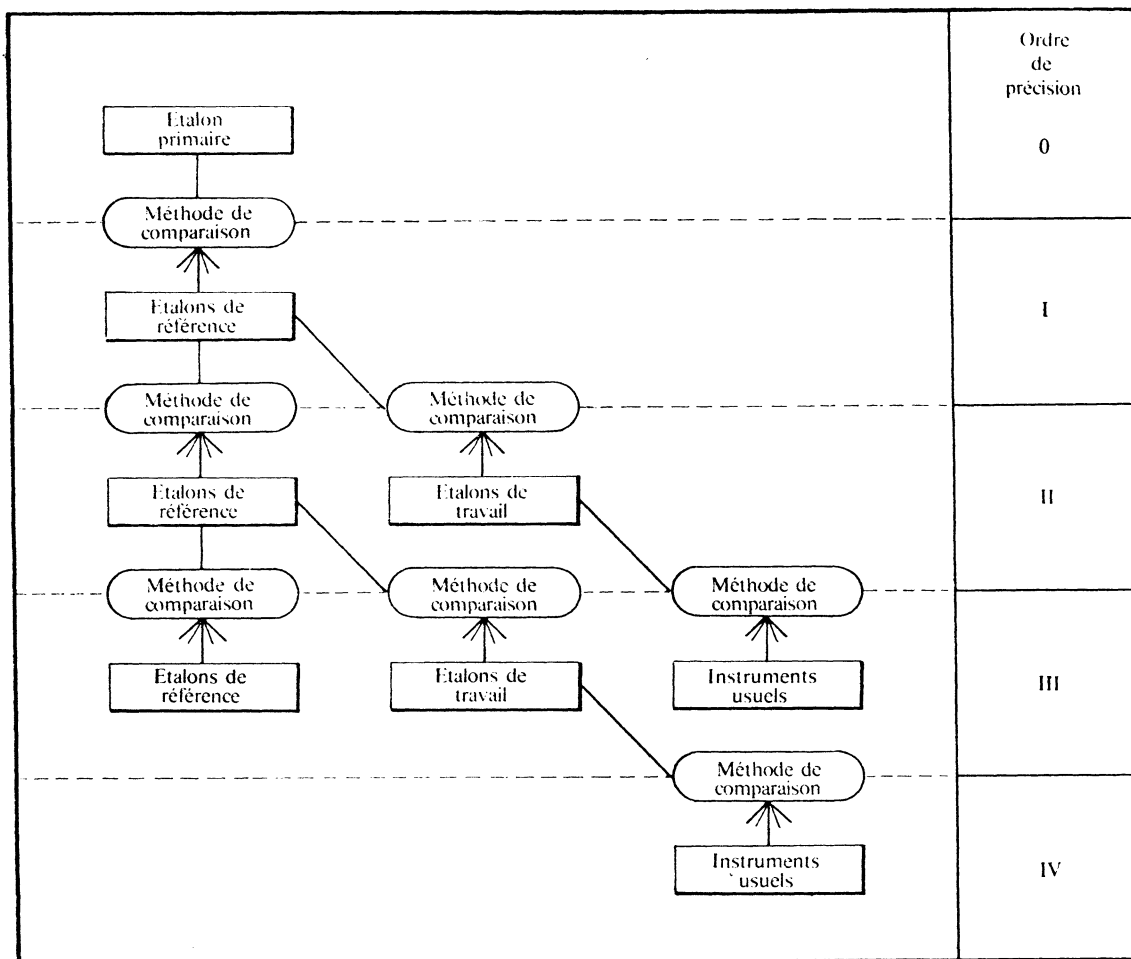 Ordre
de
précision
Etalon
primaire
0
Méthode de
comparaison
Etalons de
référence
I
Méthode de
comparaison
Méthode de
comparaison
Etalons de
référence
Etalons de
travail
II
Méthode de
comparaison
Méthode de
comparaison
Méthode de
comparaison
Etalons de
référence
Etalons de
travail
Instruments
usuels
III
Méthode de
comparaison
Instruments
usuels
IV